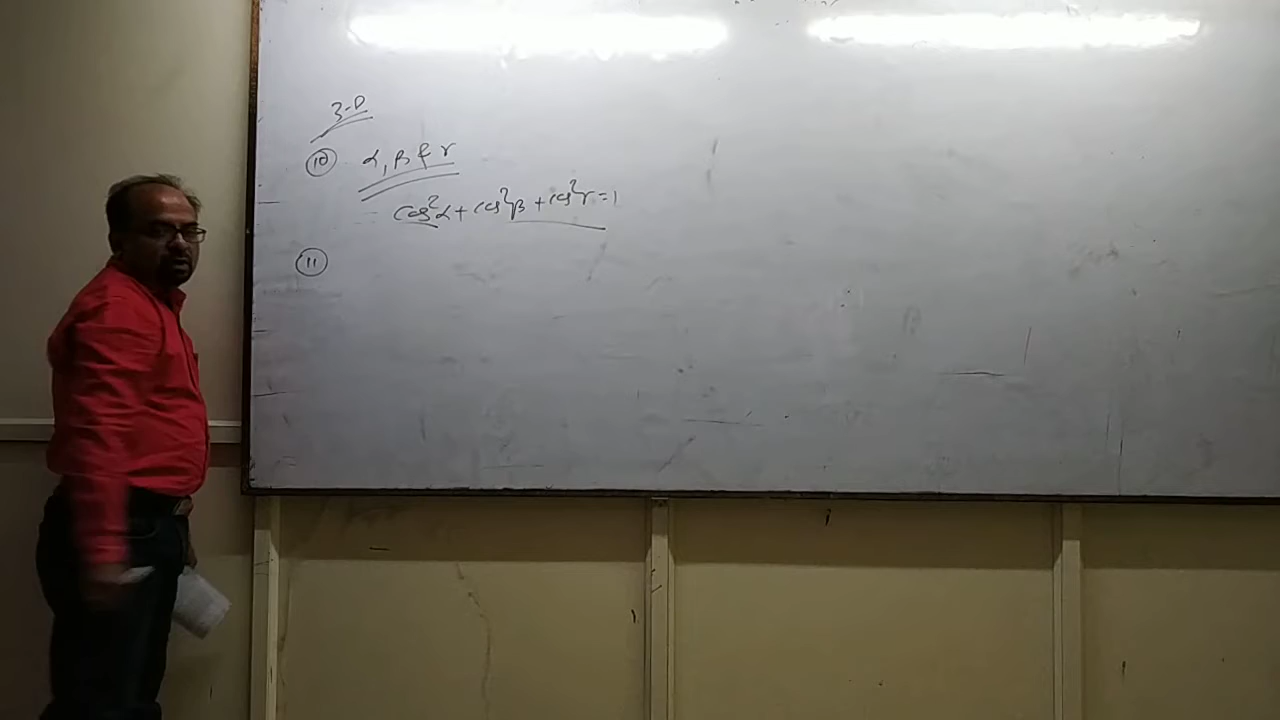 3-D
(10) α, β & γ
= cos²α + cos²β + cos²γ = 1
(11)